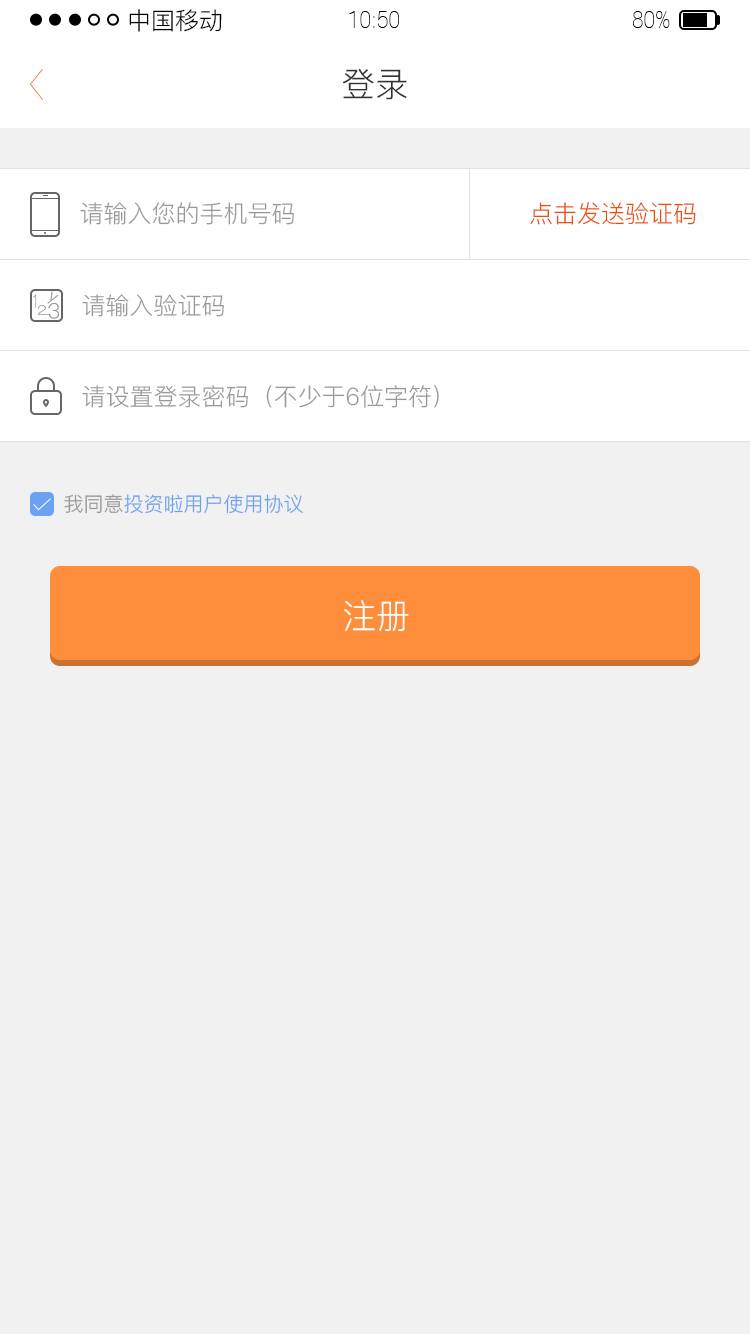 中国移动 10:50 80%
登录
请输入您的手机号码 点击发送验证码
123 请输入验证码
请设置登录密码（不少于6位字符）
我同意投资啦用户使用协议
注册